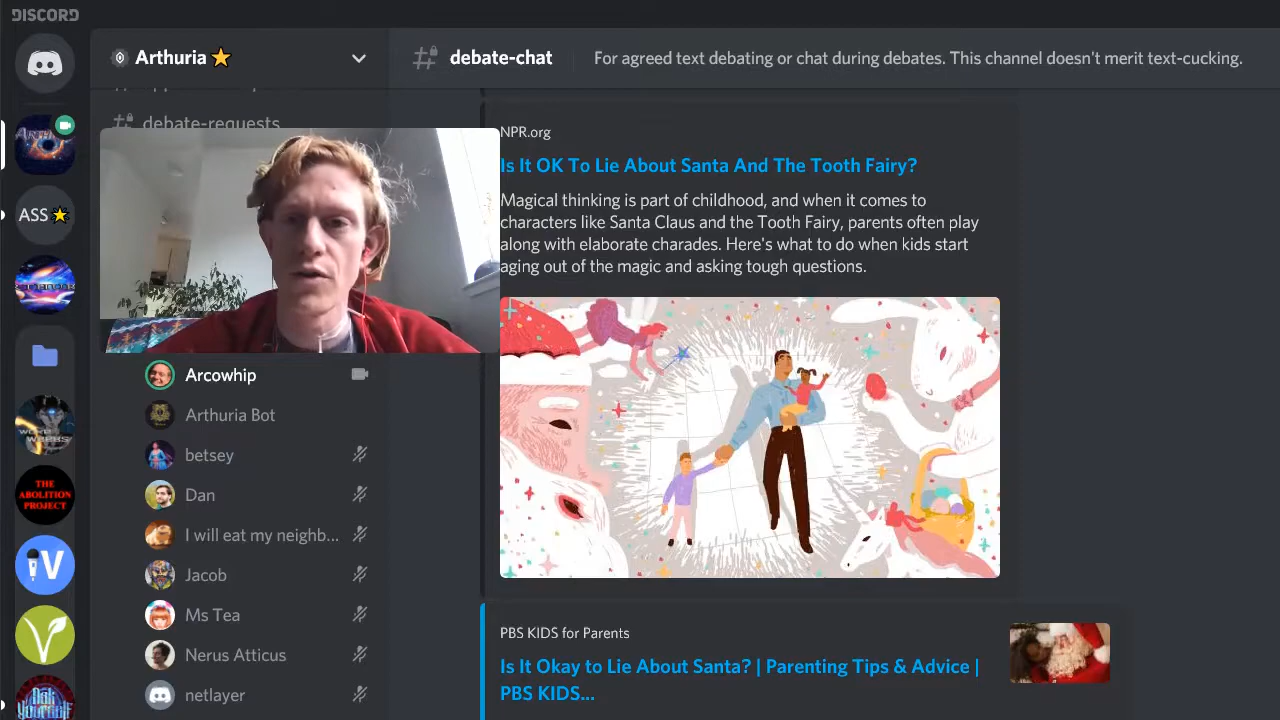 DISCORD
Arthuria
debate-chat
For agreed text debating or chat during debates. This channel doesn't merit text-cucking.
debate-requests
NPR.org
Is It OK To Lie About Santa And The Tooth Fairy?
Magical thinking is part of childhood, and when it comes to
characters like Santa Claus and the Tooth Fairy, parents often play
along with elaborate charades. Here's what to do when kids start
aging out of the magic and asking tough questions.
ASS
Arcowhip
Arthuria Bot
betsey
Dan
I will eat my neighb...
Jacob
Ms Tea
Nerus Atticus
netlayer
THE
ABOLITION
PROJECT
V
PBS KIDS for Parents
Is It Okay to Lie About Santa? | Parenting Tips & Advice |
PBS KIDS...